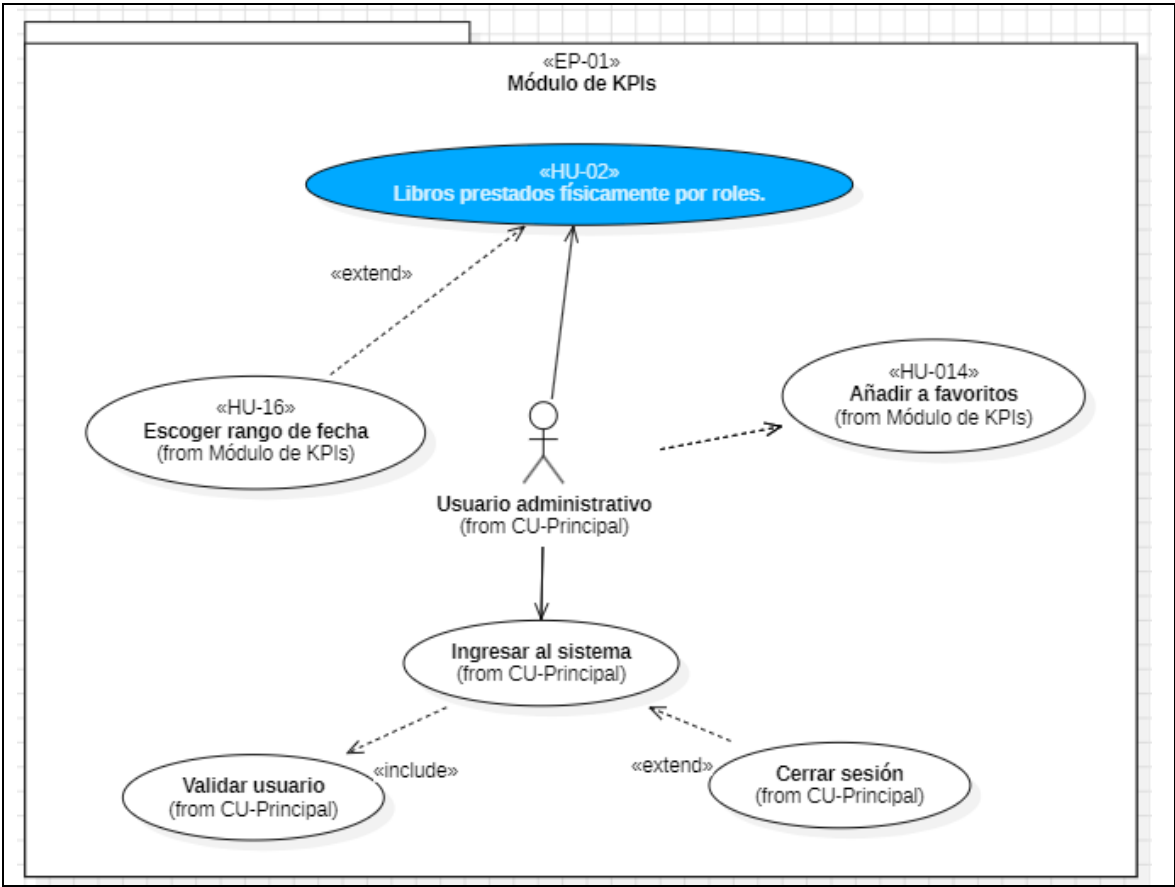 «EP-01»
Módulo de KPIs
«HU-02»
Libros prestados físicamente por roles.
«extend»
«HU-16»
Escoger rango de fecha
(from Módulo de KPIs)
«HU-014»
Añadir a favoritos
(from Módulo de KPIs)
Usuario administrativo
(from CU-Principal)
Ingresar al sistema
(from CU-Principal)
«include»
«extend»
Validar usuario
(from CU-Principal)
Cerrar sesión
(from CU-Principal)